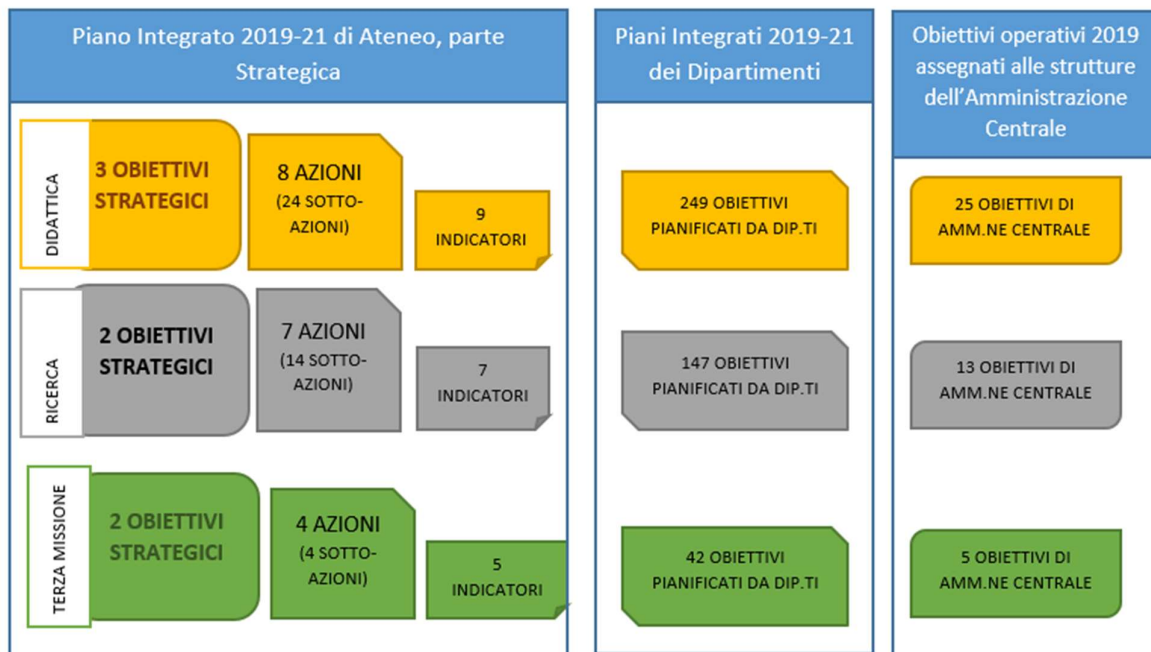 Piano Integrato 2019-21 di Ateneo, parte
Strategica
Piani Integrati 2019-21
dei Dipartimenti
Obiettivi operativi 2019
assegnati alle strutture
dell’Amministrazione
Centrale
DIDATTICA
3 OBIETTIVI
STRATEGICI
8 AZIONI
(24 SOTTO-
AZIONI)
9
INDICATORI
249 OBIETTIVI
PIANIFICATI DA DIP.TI
25 OBIETTIVI DI
AMM.NE CENTRALE
RICERCA
2 OBIETTIVI
STRATEGICI
7 AZIONI
(14 SOTTO-
AZIONI)
7
INDICATORI
147 OBIETTIVI
PIANIFICATI DA DIP.TI
13 OBIETTIVI DI
AMM.NE CENTRALE
TERZA MISSIONE
2 OBIETTIVI
STRATEGICI
4 AZIONI
(4 SOTTO-
AZIONI)
5
INDICATORI
42 OBIETTIVI
PIANIFICATI DA DIP.TI
5 OBIETTIVI DI
AMM.NE CENTRALE